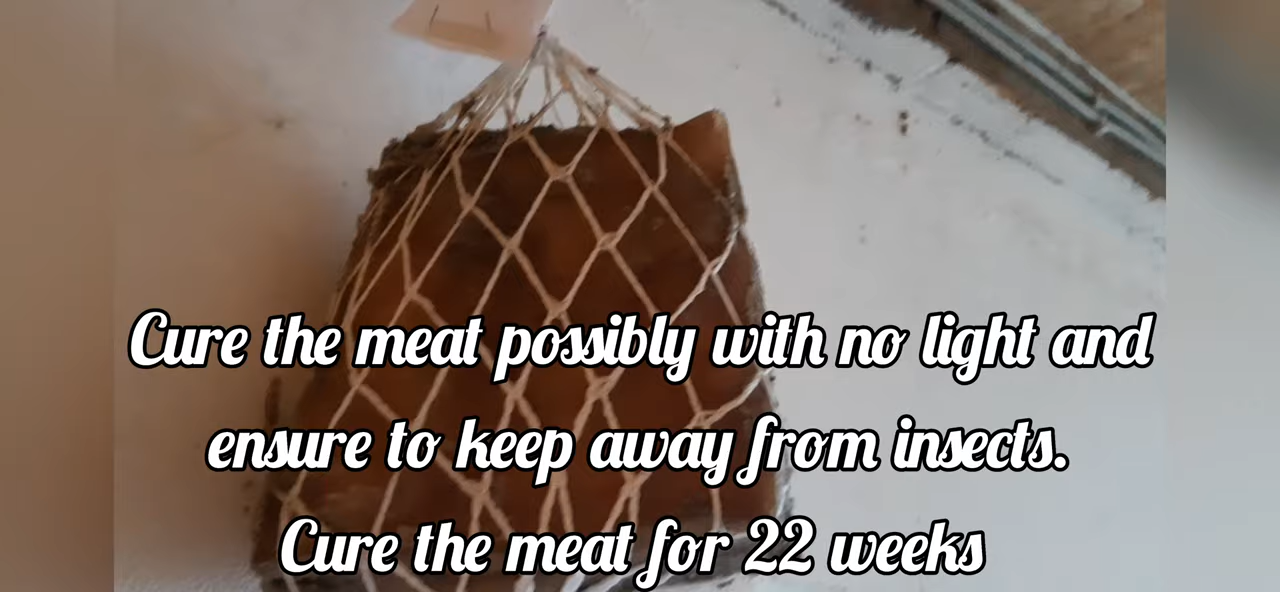 Cure the meat possibly with no light and
ensure to keep away from insects.
Cure the meat for 22 weeks